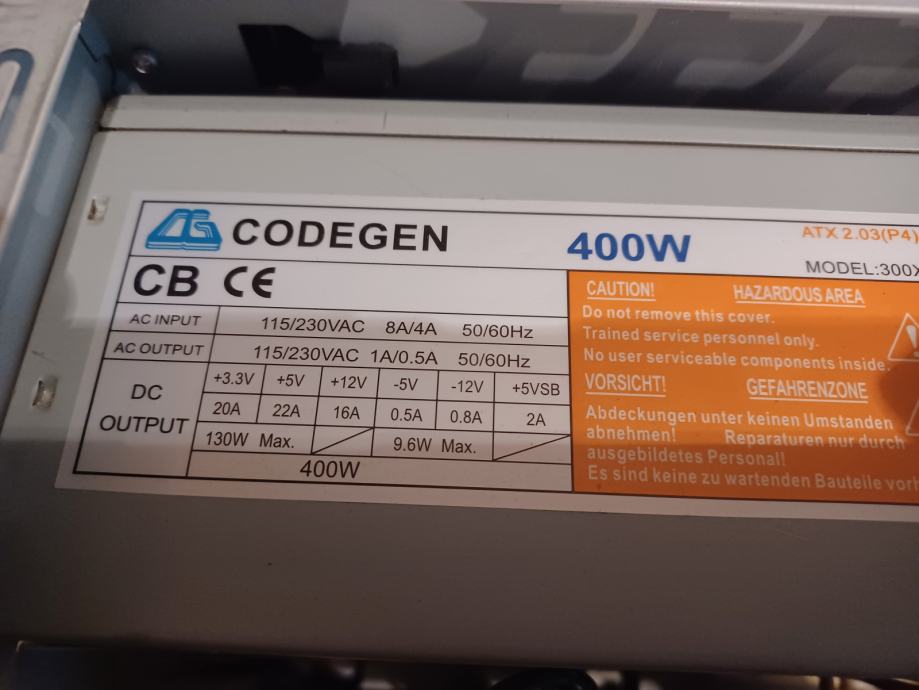 CODEGEN 400W ATX 2.03(P4)
MODEL:300X
CB CE
AC INPUT 115/230VAC 8A/4A 50/60Hz
AC OUTPUT 115/230VAC 1A/0.5A 50/60Hz
DC OUTPUT
+3.3V +5V +12V -5V -12V +5VSB
20A 22A 16A 0.5A 0.8A 2A
130W Max. 9.6W Max.
400W
CAUTION! HAZARDOUS AREA
Do not remove this cover.
Trained service personnel only.
No user serviceable components inside.
VORSICHT! GEFAHRENZONE
Abdeckungen unter keinen Umstanden
abnehmen! Reparaturen nur durch
ausgebildetes Personal!
Es sind keine zu wartenden Bauteile vorh